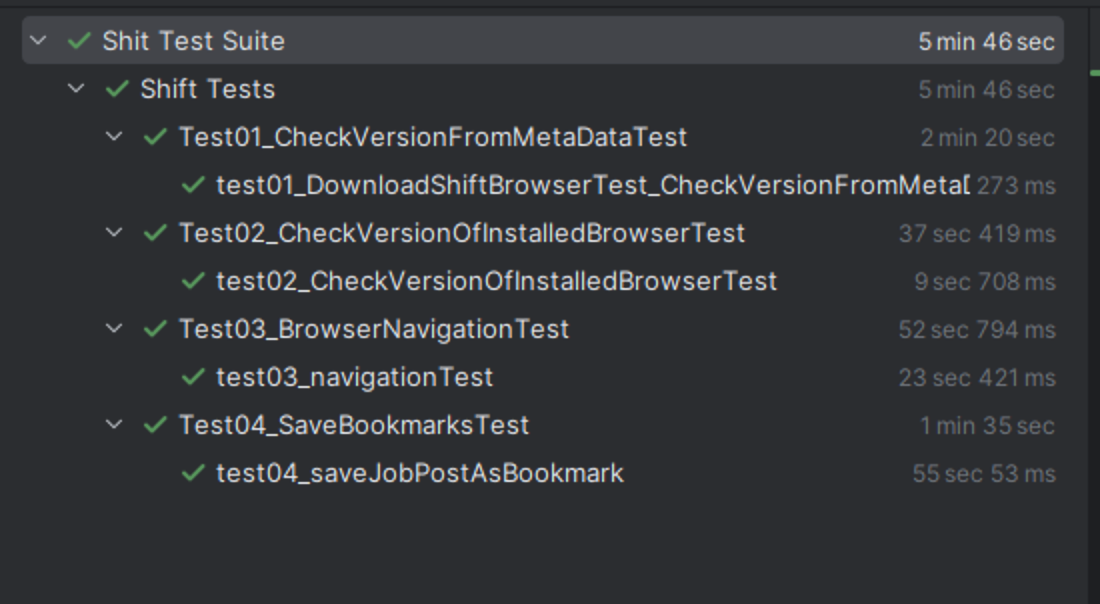 Shit Test Suite 5 min 46 sec
Shift Tests 5 min 46 sec
Test01_CheckVersionFromMetaDataTest 2 min 20 sec
test01_DownloadShiftBrowserTest_CheckVersionFromMeta 273 ms
Test02_CheckVersionOfInstalledBrowserTest 37 sec 419 ms
test02_CheckVersionOfInstalledBrowserTest 9 sec 708 ms
Test03_BrowserNavigationTest 52 sec 794 ms
test03_navigationTest 23 sec 421 ms
Test04_SaveBookmarksTest 1 min 35 sec
test04_saveJobPostAsBookmark 55 sec 53 ms